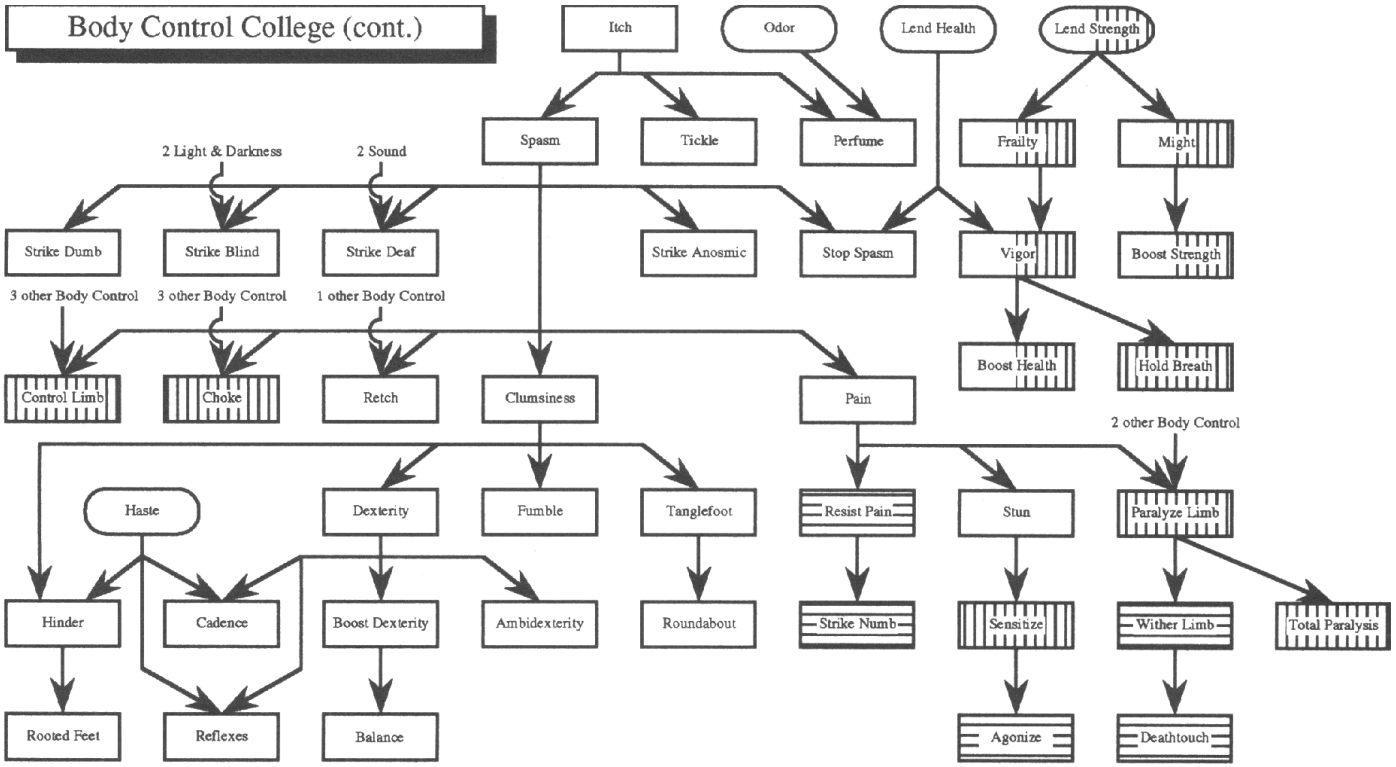 Body Control College (cont.)
Itch
Odor
Lend Health
Lend Strength
Spasm
Tickle
Perfume
Frailty
Might
2 Light & Darkness
2 Sound
Strike Dumb
Strike Blind
Strike Deaf
Strike Anosmic
Stop Spasm
Vigor
Boost Strength
3 other Body Control
3 other Body Control
1 other Body Control
Boost Health
Hold Breath
Control Limb
Choke
Retch
Clumsiness
Pain
2 other Body Control
Haste
Dexterity
Fumble
Tanglefoot
Resist Pain
Stun
Paralyze Limb
Hinder
Cadence
Boost Dexterity
Ambidexterity
Roundabout
Strike Numb
Sensitize
Wither Limb
Total Paralysis
Rooted Feet
Reflexes
Balance
Agonize
Deathtouch